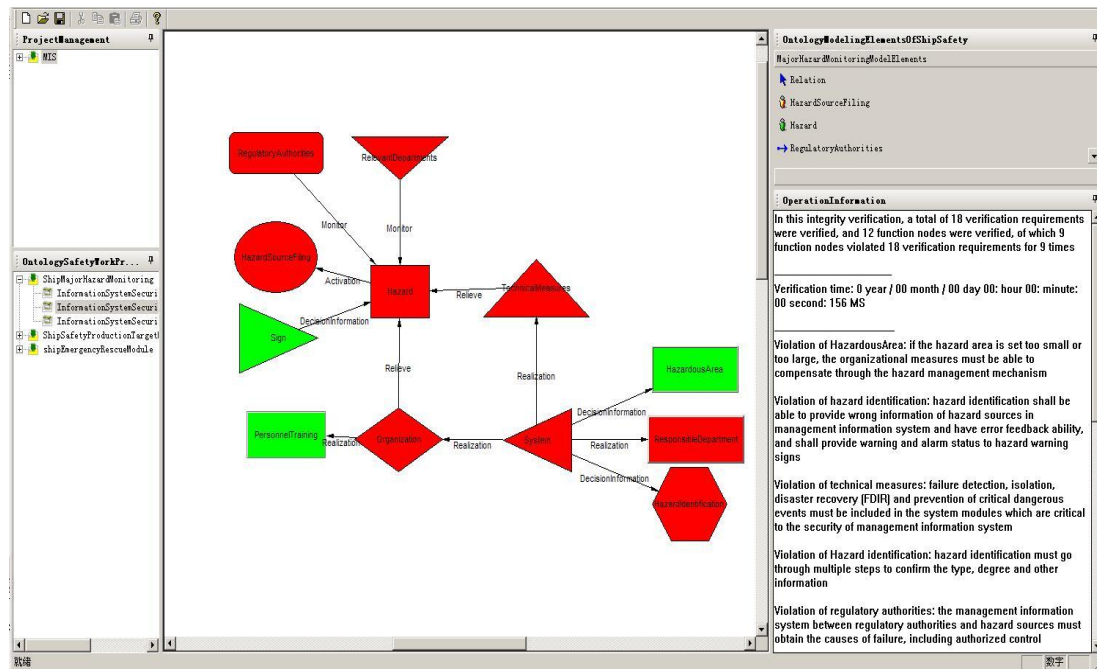 ProjectManagement
MIS
OntologySafetyWorkPr...
ShipMajorHazardMonitoring
InformationSystemSecuri
InformationSystemSecuri
InformationSystemSecuri
ShipSafetyProductionTarget
shipEmergencyRescueModule
RegulatoryAuthorities
RelevantDepartments
Monitor
Monitor
HazardSourceFiling
Activation
Hazard
Relieve
TechnicalMeasures
DecisionInformation
Sign
Relieve
Realization
HazardousArea
DecisionInformation
PersonnelTraining
Realization
Organization
Realization
System
Realization
ResponsibleDepartment
DecisionInformation
HazardIdentification
OntologyModelingElementsOfShipSafety
MajorHazardMonitoringModelElements
Relation
HazardSourceFiling
Hazard
RegulatoryAuthorities
OperationInformation
In this integrity verification, a total of 18 verification requirements
were verified, and 12 function nodes were verified, of which 9
function nodes violated 18 verification requirements for 9 times
Verification time: 0 year / 00 month / 00 day 00: hour 00: minute:
00 second: 156 MS
Violation of HazardousArea: if the hazard area is set too small or
too large, the organizational measures must be able to
compensate through the hazard management mechanism
Violation of hazard identification: hazard identification shall be
able to provide wrong information of hazard sources in
management information system and have error feedback ability,
and shall provide warning and alarm status to hazard warning
signs
Violation of technical measures: failure detection, isolation,
disaster recovery (FDIR) and prevention of critical dangerous
events must be included in the system modules which are critical
to the security of management information system
Violation of Hazard identification: hazard identification must go
through multiple steps to confirm the type, degree and other
information
Violation of regulatory authorities: the management information
system between regulatory authorities and hazard sources must
obtain the causes of failure, including authorized control
就绪
数字